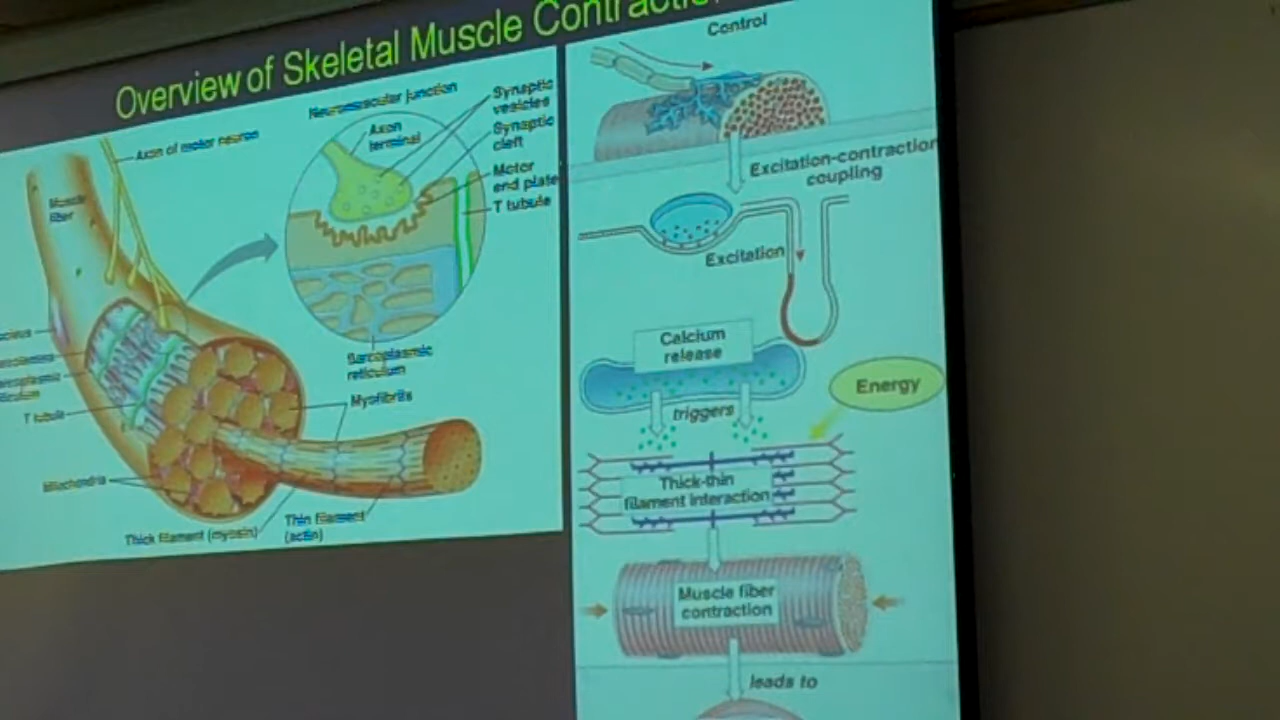 Overview of Skeletal Muscle Contraction
Neuromuscular junction
Axon of motor neuron
Axon
terminal
Synaptic
vesicles
Synaptic
cleft
Motor
end plate
T tubule
Muscle
fiber
Sarcoplasmic
reticulum
T tubule
Myofibrils
Mitochondria
Thick filament (myosin)
Thin filament
(actin)
Control
Excitation-contraction
coupling
Excitation
Calcium
release
triggers
Energy
Thick-thin
filament interaction
Muscle fiber
contraction
leads to